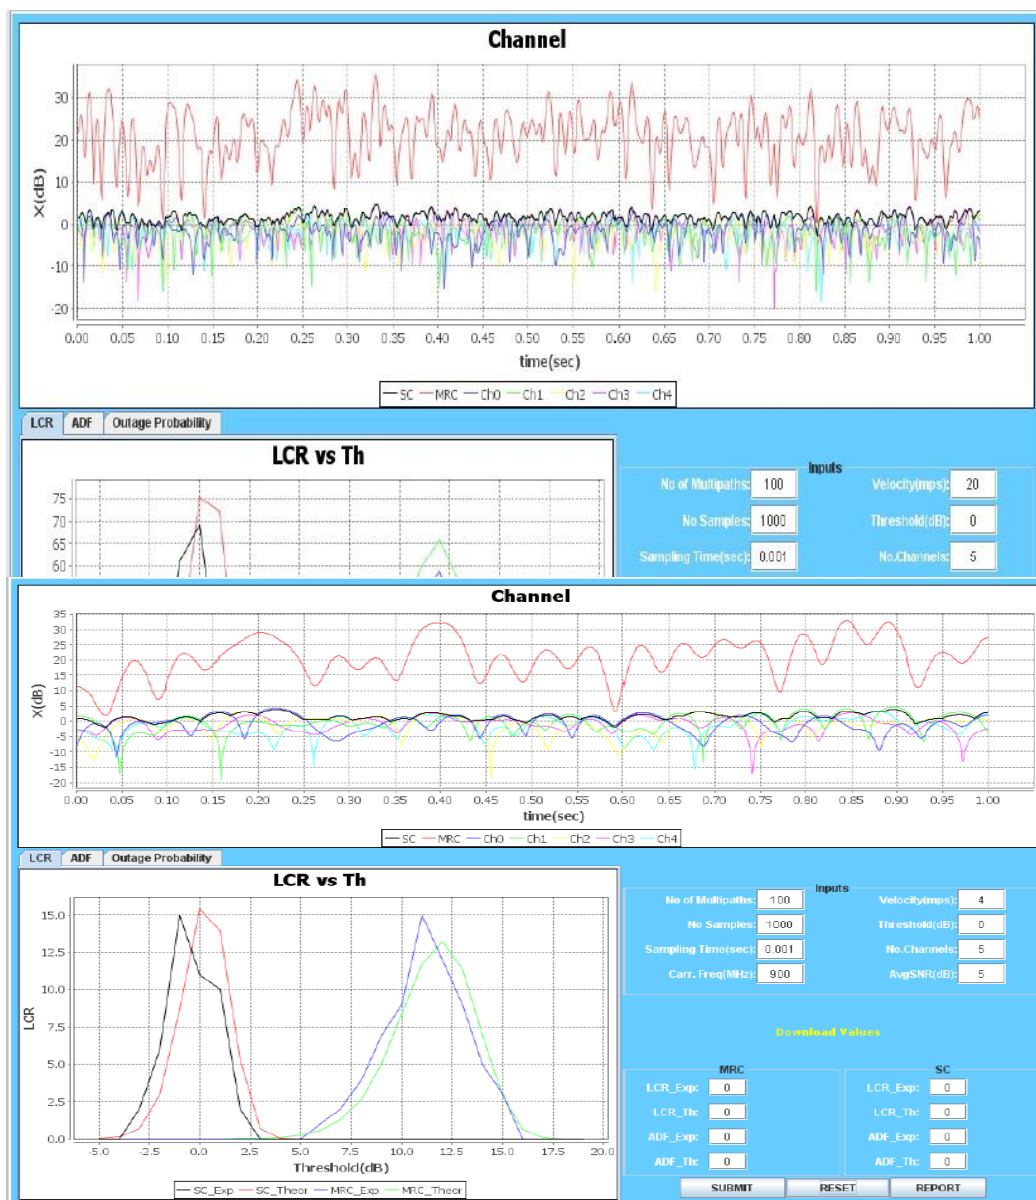 Channel
30
20
10
0
-10
-20
X(dB)
0.00 0.05 0.10 0.15 0.20 0.25 0.30 0.35 0.40 0.45 0.50 0.55 0.60 0.65 0.70 0.75 0.80 0.85 0.90 0.95 1.00
time(sec)
SC MRC Ch0 Ch1 Ch2 Ch3 Ch4
LCR ADF Outage Probability
LCR vs Th
75
70
65
60
Inputs
No of Multipaths: 100 Velocity(mps): 20
No Samples: 1000 Threshold(dB): 0
Sampling Time(sec): 0.001 No.Channels: 5
Channel
35
30
25
20
15
10
5
0
-5
-10
-15
-20
X(dB)
0.00 0.05 0.10 0.15 0.20 0.25 0.30 0.35 0.40 0.45 0.50 0.55 0.60 0.65 0.70 0.75 0.80 0.85 0.90 0.95 1.00
time(sec)
SC MRC Ch0 Ch1 Ch2 Ch3 Ch4
LCR ADF Outage Probability
LCR vs Th
15.0
12.5
10.0
7.5
5.0
2.5
0.0
LCR
-5.0 -2.5 0.0 2.5 5.0 7.5 10.0 12.5 15.0 17.5 20.0
Threshold(dB)
SC_Exp SC_Theor MRC_Exp MRC_Theor
Inputs
No of Multipaths: 100 Velocity(mps): 4
No Samples: 1000 Threshold(dB): 0
Sampling Time(sec): 0.001 No.Channels: 5
Carr. Freq(MHz): 900 AvgSNR(dB): 5
Download Values
MRC
LCR_Exp: 0
LCR_Th: 0
ADF_Exp: 0
ADF_Th: 0
SC
LCR_Exp: 0
LCR_Th: 0
ADF_Exp: 0
ADF_Th: 0
SUBMIT RESET REPORT